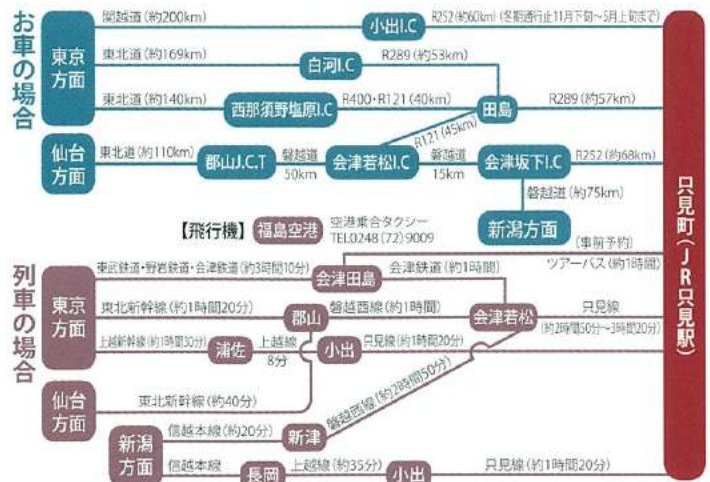 お車の場合
東京方面
関越道(約200km)
小出I.C
R252(約60km)(冬期通行止11月下旬～5月上旬まで)
東北道(約169km)
白河I.C
R289(約53km)
東北道(約140km)
西那須野塩原I.C
R400・R121(40km)
田島
R289(約57km)
R121(45km)
仙台方面
東北道(約110km)
郡山J.C.T
磐越道
50km
会津若松I.C
磐越道
15km
会津坂下I.C
R252(約68km)
磐越道(約75km)
新潟方面
【飛行機】
福島空港
空港乗合タクシー
TEL0248(72)9009
列車の場合
東京方面
東武鉄道・野岩鉄道・会津鉄道(約3時間10分)
会津田島
会津鉄道(約1時間)
(事前予約)
ツアーバス(約1時間)
東北新幹線(約1時間20分)
郡山
磐越西線(約1時間)
会津若松
只見線
(約2時間50分～3時間20分)
上越新幹線(約1時間30分)
浦佐
上越線
8分
小出
只見線(約1時間20分)
仙台方面
東北新幹線(約40分)
新潟方面
信越本線(約20分)
新津
磐越西線(約2時間50分)
信越本線
長岡
上越線(約35分)
小出
只見線(約1時間20分)
只見町(JR只見駅)